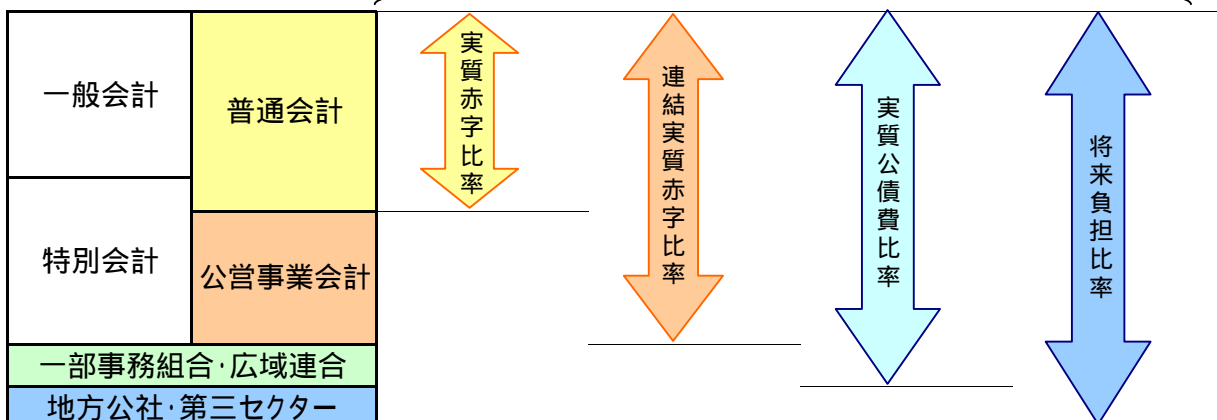 一般会計
普通会計
特別会計
公営事業会計
一部事務組合・広域連合
地方公社・第三セクター
実質赤字比率
連結実質赤字比率
実質公債費比率
将来負担比率